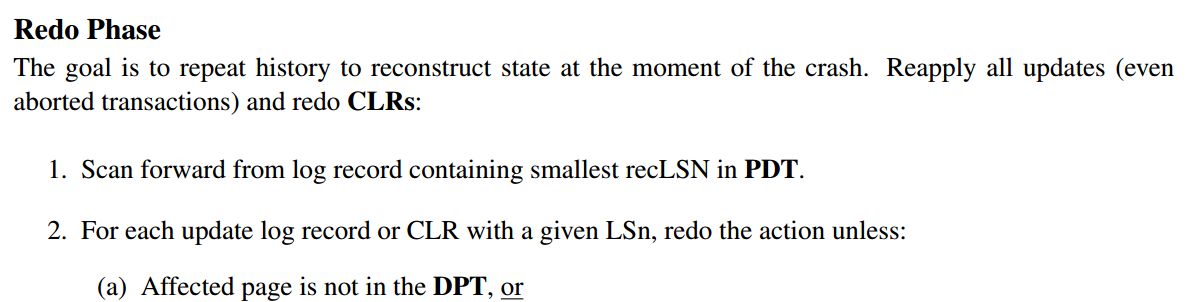 Redo Phase
The goal is to repeat history to reconstruct state at the moment of the crash. Reapply all updates (even
aborted transactions) and redo CLRs:
1. Scan forward from log record containing smallest recLSN in PDT.
2. For each update log record or CLR with a given LSn, redo the action unless:
(a) Affected page is not in the DPT, or